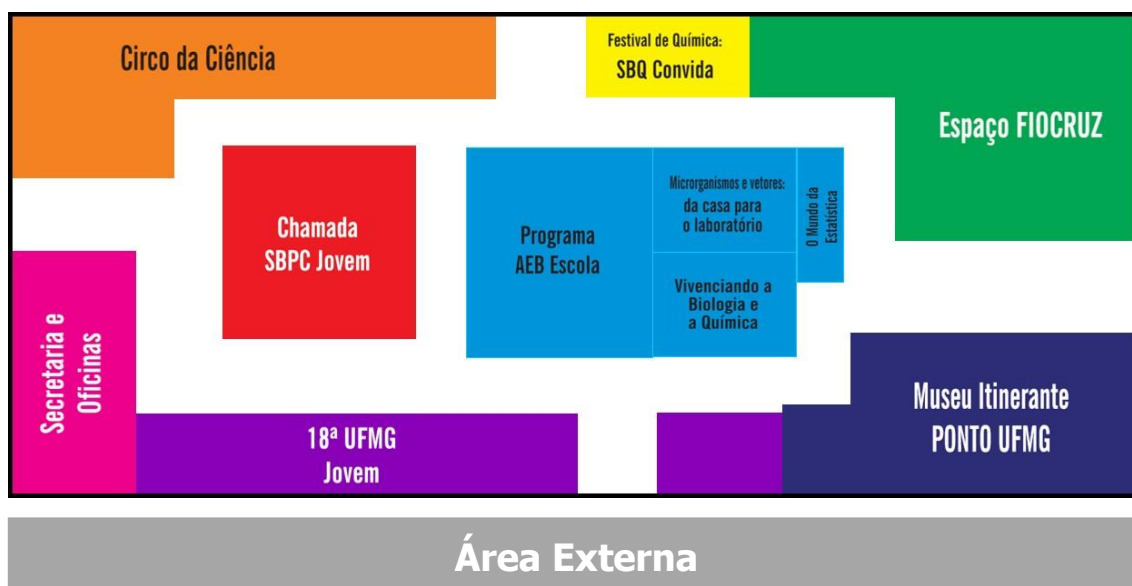 Circo da Ciência
Festival de Química:
SBQ Convida
Espaço FIOCRUZ
Chamada
SBPC Jovem
Programa
AEB Escola
Microrganismos e vetores:
da casa para
o laboratório
O Mundo da
Estatística
Vivenciando a
Biologia e
a Química
Secretaria e
Oficinas
18ª UFMG
Jovem
Museu Itinerante
PONTO UFMG
Área Externa